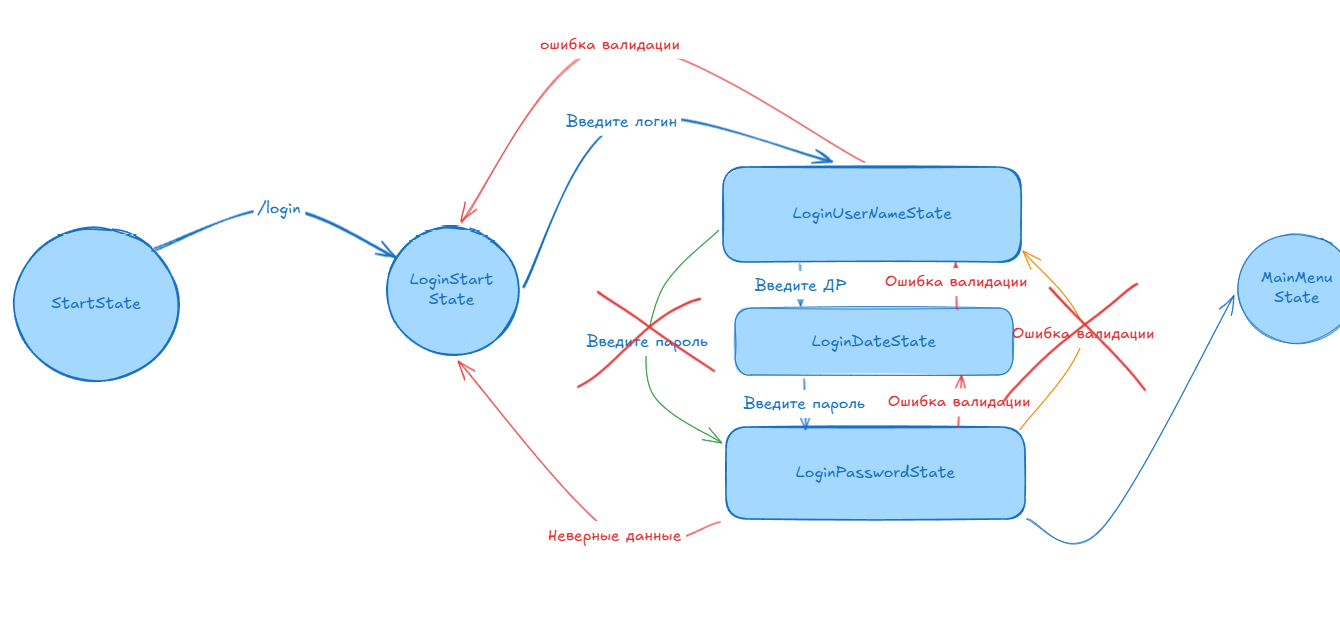 ошибка валидации
Введите логин
/login
LoginUserNameState
StartState
LoginStart
State
Введите ДР
Ошибка валидации
MainMenu
State
Введите пароль
LoginDateState
Ошибка валидации
Введите пароль
Ошибка валидации
LoginPasswordState
Неверные данные